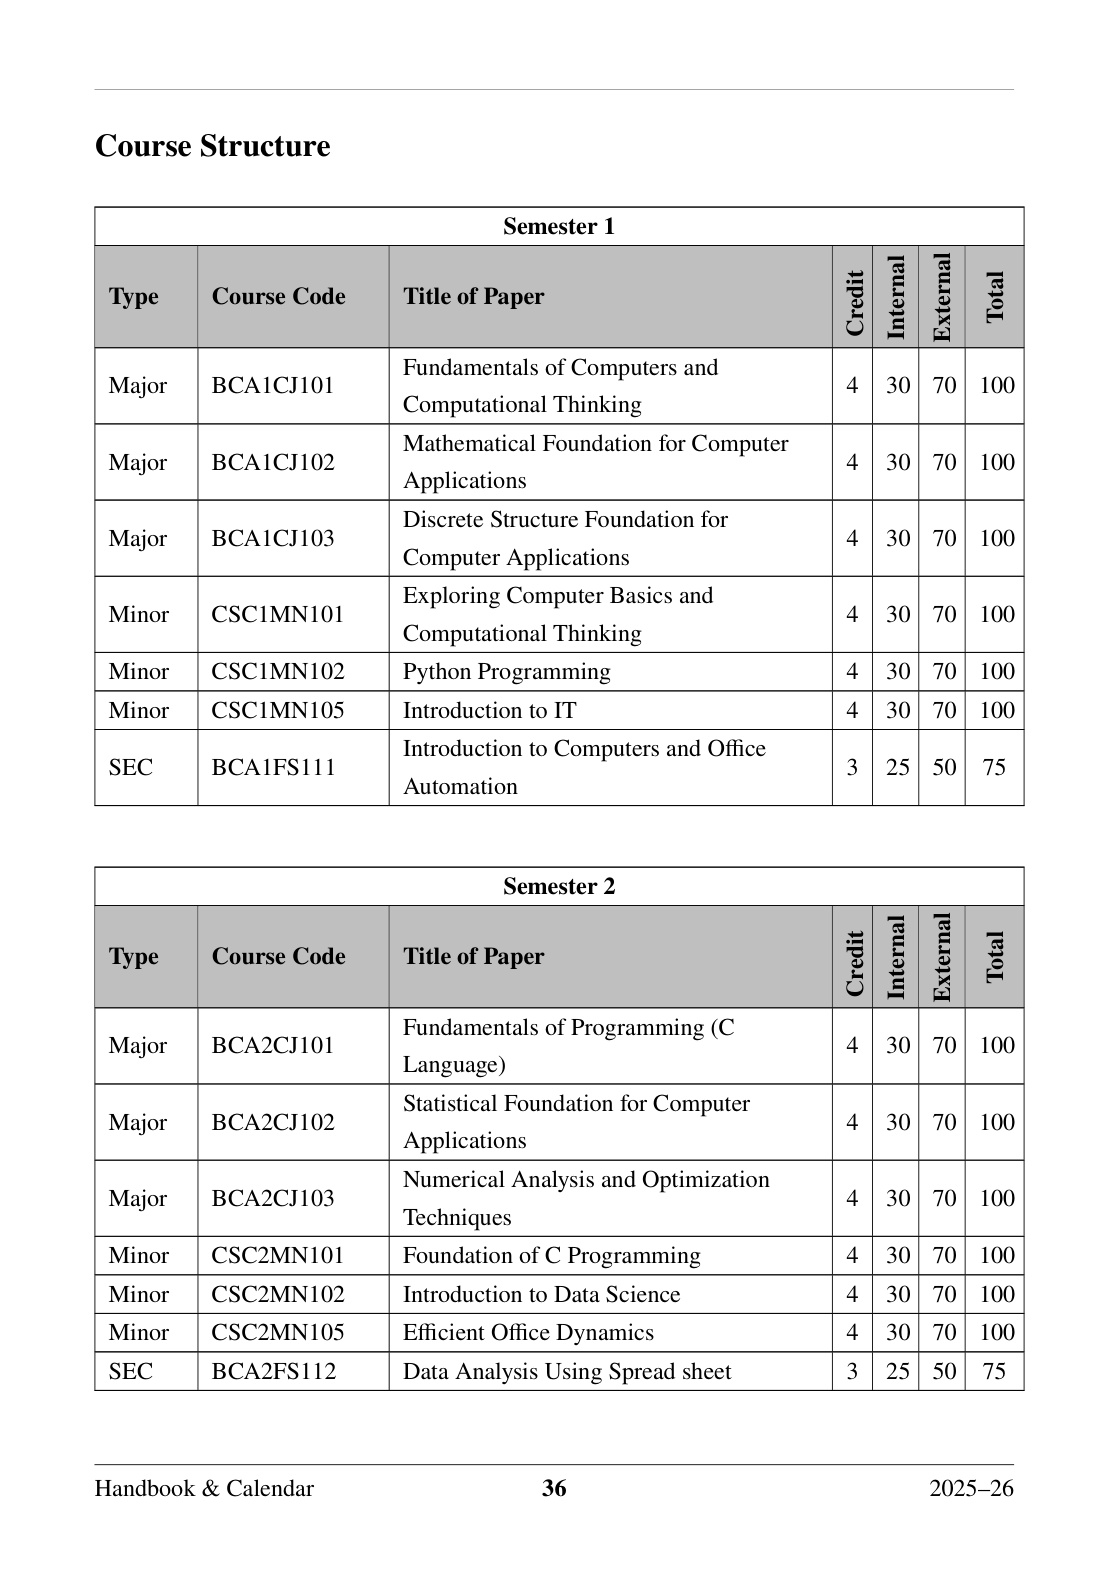 Course Structure
Semester 1
Type Course Code Title of Paper Credit Internal External Total
Major BCA1CJ101 Fundamentals of Computers and
Computational Thinking 4 30 70 100
Major BCA1CJ102 Mathematical Foundation for Computer
Applications 4 30 70 100
Major BCA1CJ103 Discrete Structure Foundation for
Computer Applications 4 30 70 100
Minor CSC1MN101 Exploring Computer Basics and
Computational Thinking 4 30 70 100
Minor CSC1MN102 Python Programming 4 30 70 100
Minor CSC1MN105 Introduction to IT 4 30 70 100
SEC BCA1FS111 Introduction to Computers and Office
Automation 3 25 50 75
Semester 2
Type Course Code Title of Paper Credit Internal External Total
Major BCA2CJ101 Fundamentals of Programming (C
Language) 4 30 70 100
Major BCA2CJ102 Statistical Foundation for Computer
Applications 4 30 70 100
Major BCA2CJ103 Numerical Analysis and Optimization
Techniques 4 30 70 100
Minor CSC2MN101 Foundation of C Programming 4 30 70 100
Minor CSC2MN102 Introduction to Data Science 4 30 70 100
Minor CSC2MN105 Efficient Office Dynamics 4 30 70 100
SEC BCA2FS112 Data Analysis Using Spread sheet 3 25 50 75
Handbook & Calendar 36 2025–26